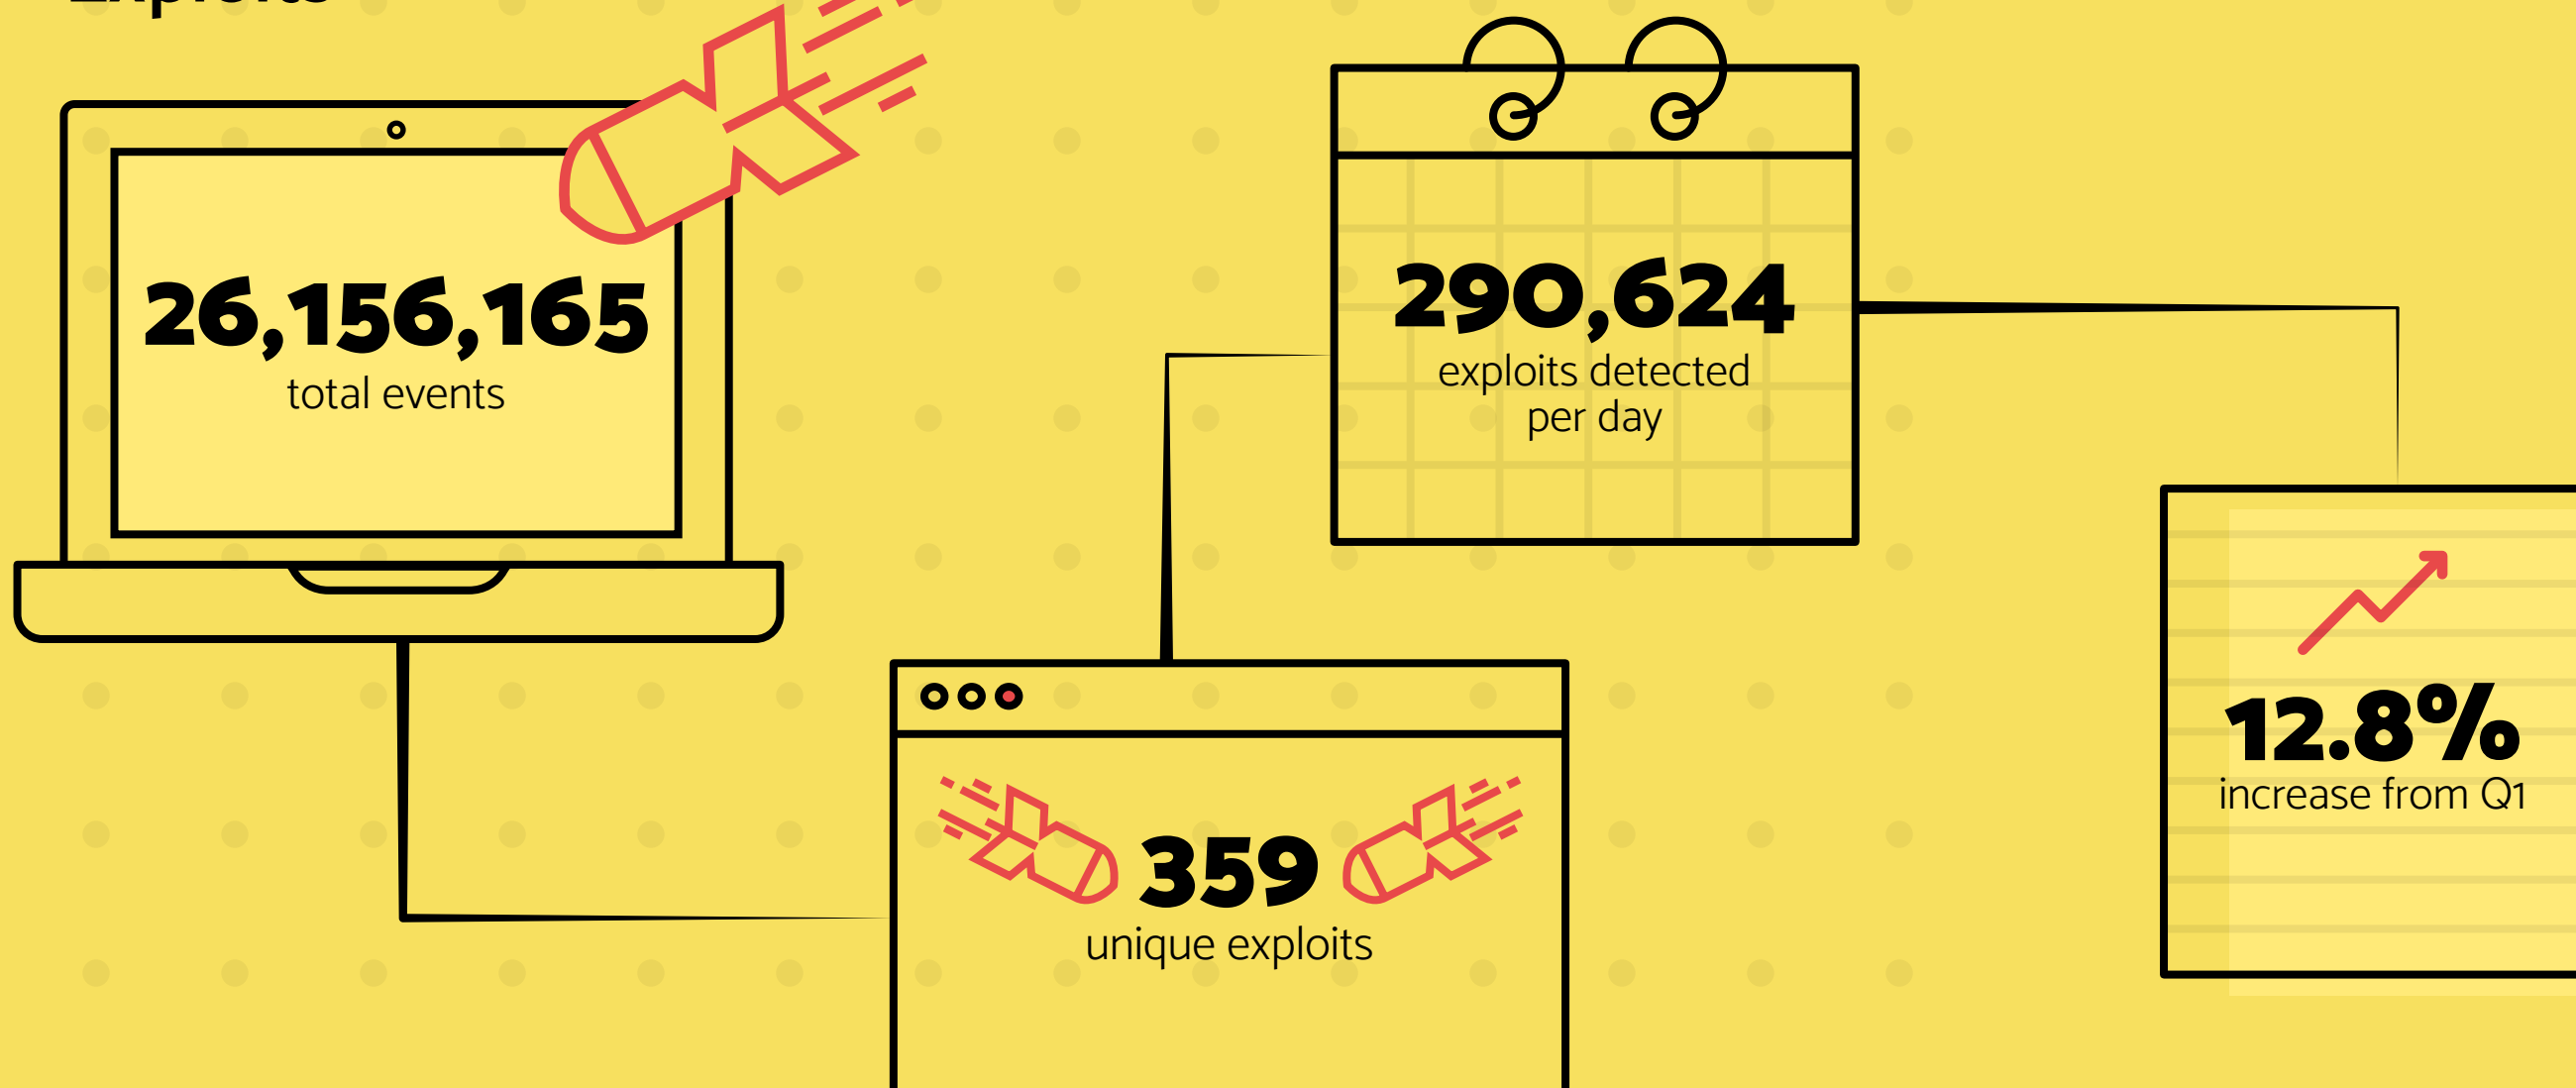 Exploits
26,156,165
total events
290,624
exploits detected
per day
359
unique exploits
12.8%
increase from Q1